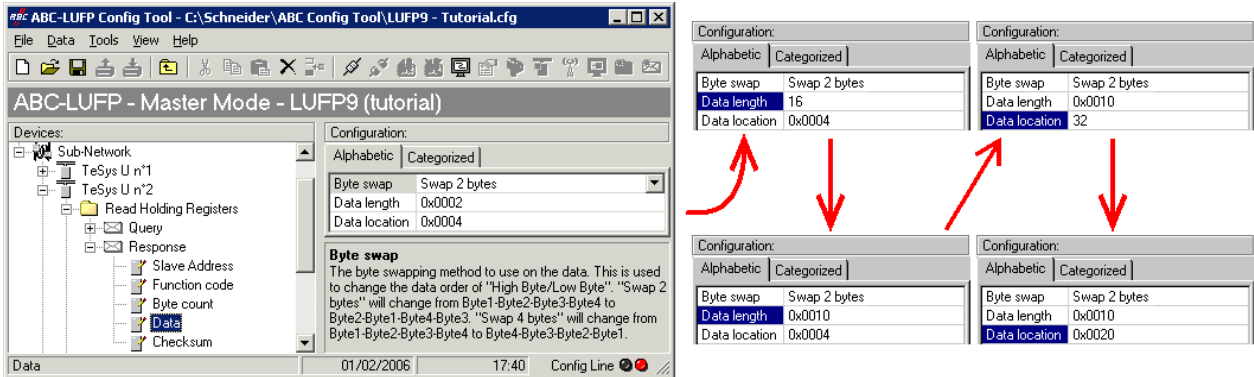 ABC ABC-LUFP Config Tool - C:\Schneider\ABC Config Tool\LUFP9 - Tutorial.cfg
File Data Tools View Help
ABC-LUFP - Master Mode - LUFP9 (tutorial)
Devices:
Sub-Network
TeSys U n°1
TeSys U n°2
Read Holding Registers
Query
Response
Slave Address
Function code
Byte count
Data
Checksum
Configuration:
Alphabetic Categorized
Byte swap Swap 2 bytes
Data length 0x0002
Data location 0x0004
Byte swap
The byte swapping method to use on the data. This is used
to change the data order of "High Byte/Low Byte". "Swap 2
bytes" will change from Byte1-Byte2-Byte3-Byte4 to
Byte2-Byte1-Byte4-Byte3. "Swap 4 bytes" will change from
Byte1-Byte2-Byte3-Byte4 to Byte4-Byte3-Byte2-Byte1.
Data 01/02/2006 17:40 Config Line
Configuration:
Alphabetic Categorized
Byte swap Swap 2 bytes
Data length 16
Data location 0x0004
Configuration:
Alphabetic Categorized
Byte swap Swap 2 bytes
Data length 0x0010
Data location 0x0004
Configuration:
Alphabetic Categorized
Byte swap Swap 2 bytes
Data length 0x0010
Data location 32
Configuration:
Alphabetic Categorized
Byte swap Swap 2 bytes
Data length 0x0010
Data location 0x0020